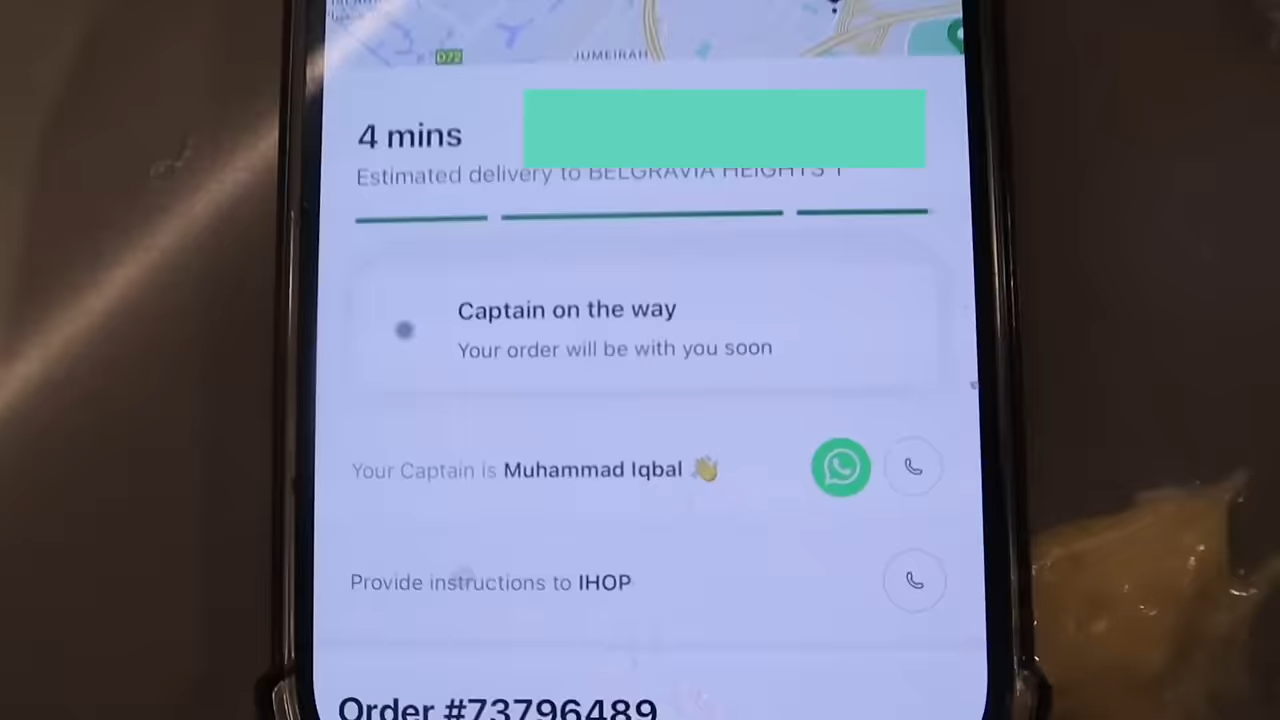 D72
JUMEIRAH
4 mins
Estimated delivery to BELGRAVIA HEIGHTS 1
Captain on the way
Your order will be with you soon
Your Captain is Muhammad Iqbal 👋
Provide instructions to IHOP
Order #73796489